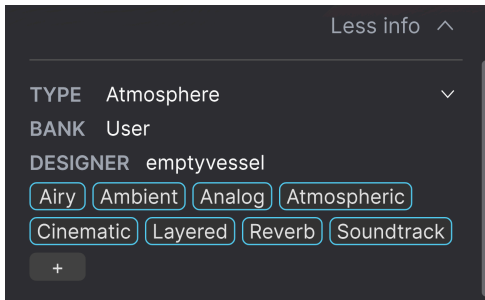 Less info
TYPE Atmosphere
BANK User
DESIGNER emptyvessel
Airy Ambient Analog Atmospheric
Cinematic Layered Reverb Soundtrack
+